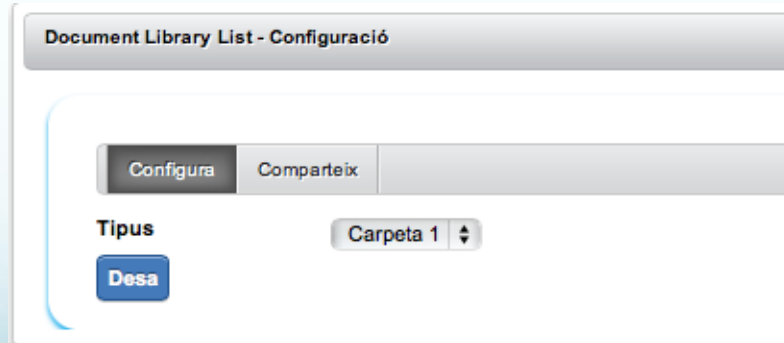 Document Library List - Configuració
Configura Comparteix
Tipus Carpeta 1
Desa